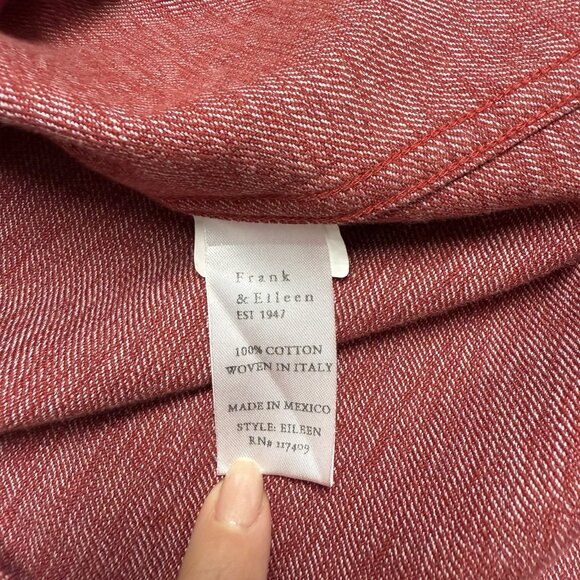 Frank
& Eileen
EST 1947
100% COTTON
WOVEN IN ITALY
MADE IN MEXICO
STYLE: EILEEN
RN# 117409